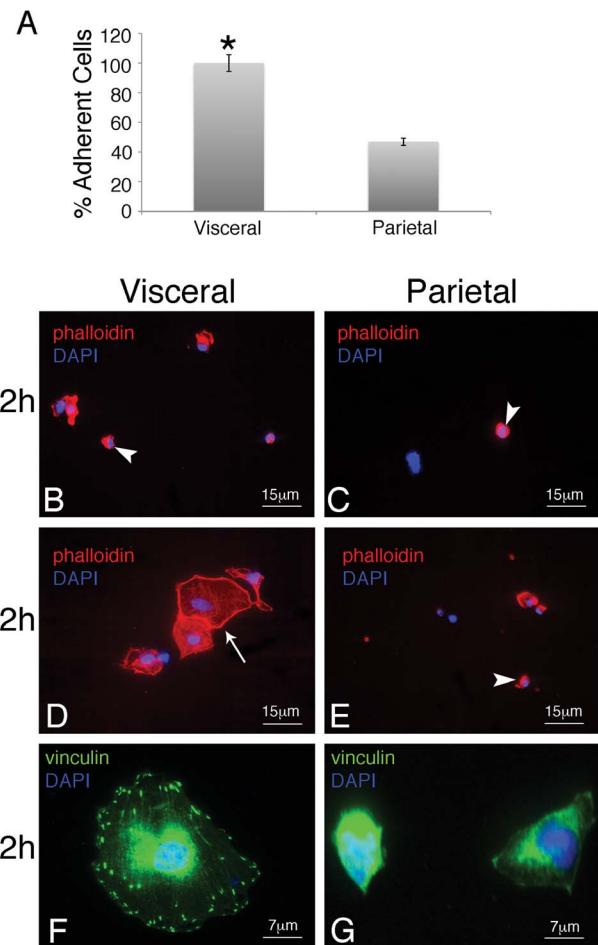 A
% Adherent Cells
120
100
80
60
40
20
0
*
Visceral
Parietal
Visceral
Parietal
2h
phalloidin
DAPI
B
15µm
phalloidin
DAPI
C
15µm
2h
phalloidin
DAPI
D
15µm
phalloidin
DAPI
E
15µm
2h
vinculin
DAPI
F
7µm
vinculin
DAPI
G
7µm